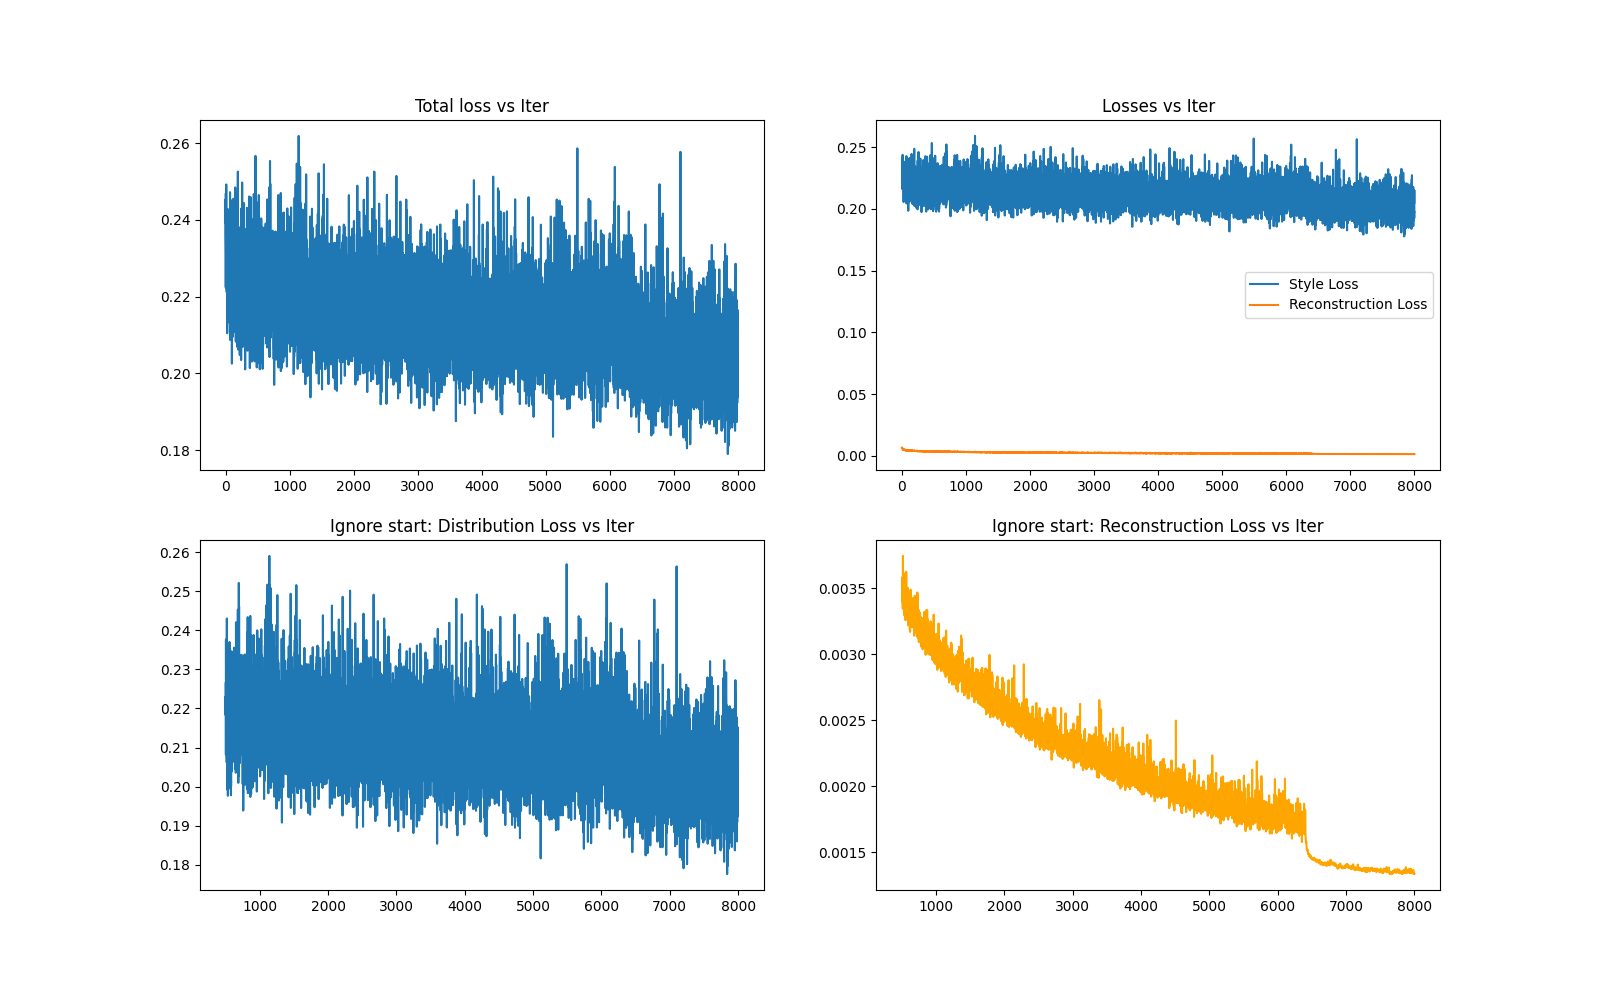 Total loss vs Iter
0.26
0.24
0.22
0.20
0.18
0 1000 2000 3000 4000 5000 6000 7000 8000
Losses vs Iter
0.25
0.20
0.15
0.10
0.05
0.00
Style Loss
Reconstruction Loss
0 1000 2000 3000 4000 5000 6000 7000 8000
Ignore start: Distribution Loss vs Iter
0.26
0.25
0.24
0.23
0.22
0.21
0.20
0.19
0.18
1000 2000 3000 4000 5000 6000 7000 8000
Ignore start: Reconstruction Loss vs Iter
0.0035
0.0030
0.0025
0.0020
0.0015
1000 2000 3000 4000 5000 6000 7000 8000